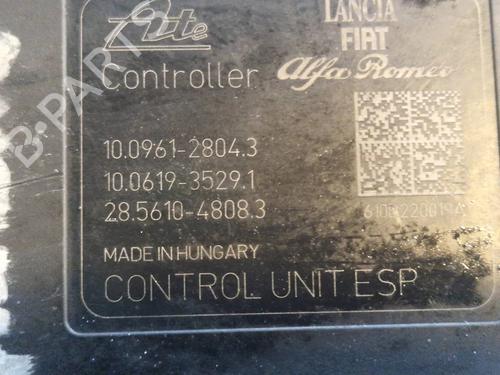 Ate
LANCIA
FIAT
Controller
Alfa Romeo
10.0961-2804.3
10.0619-3529.1
28.5610-4808.3
MADE IN HUNGARY
CONTROL UNIT ESP
B-PARTS